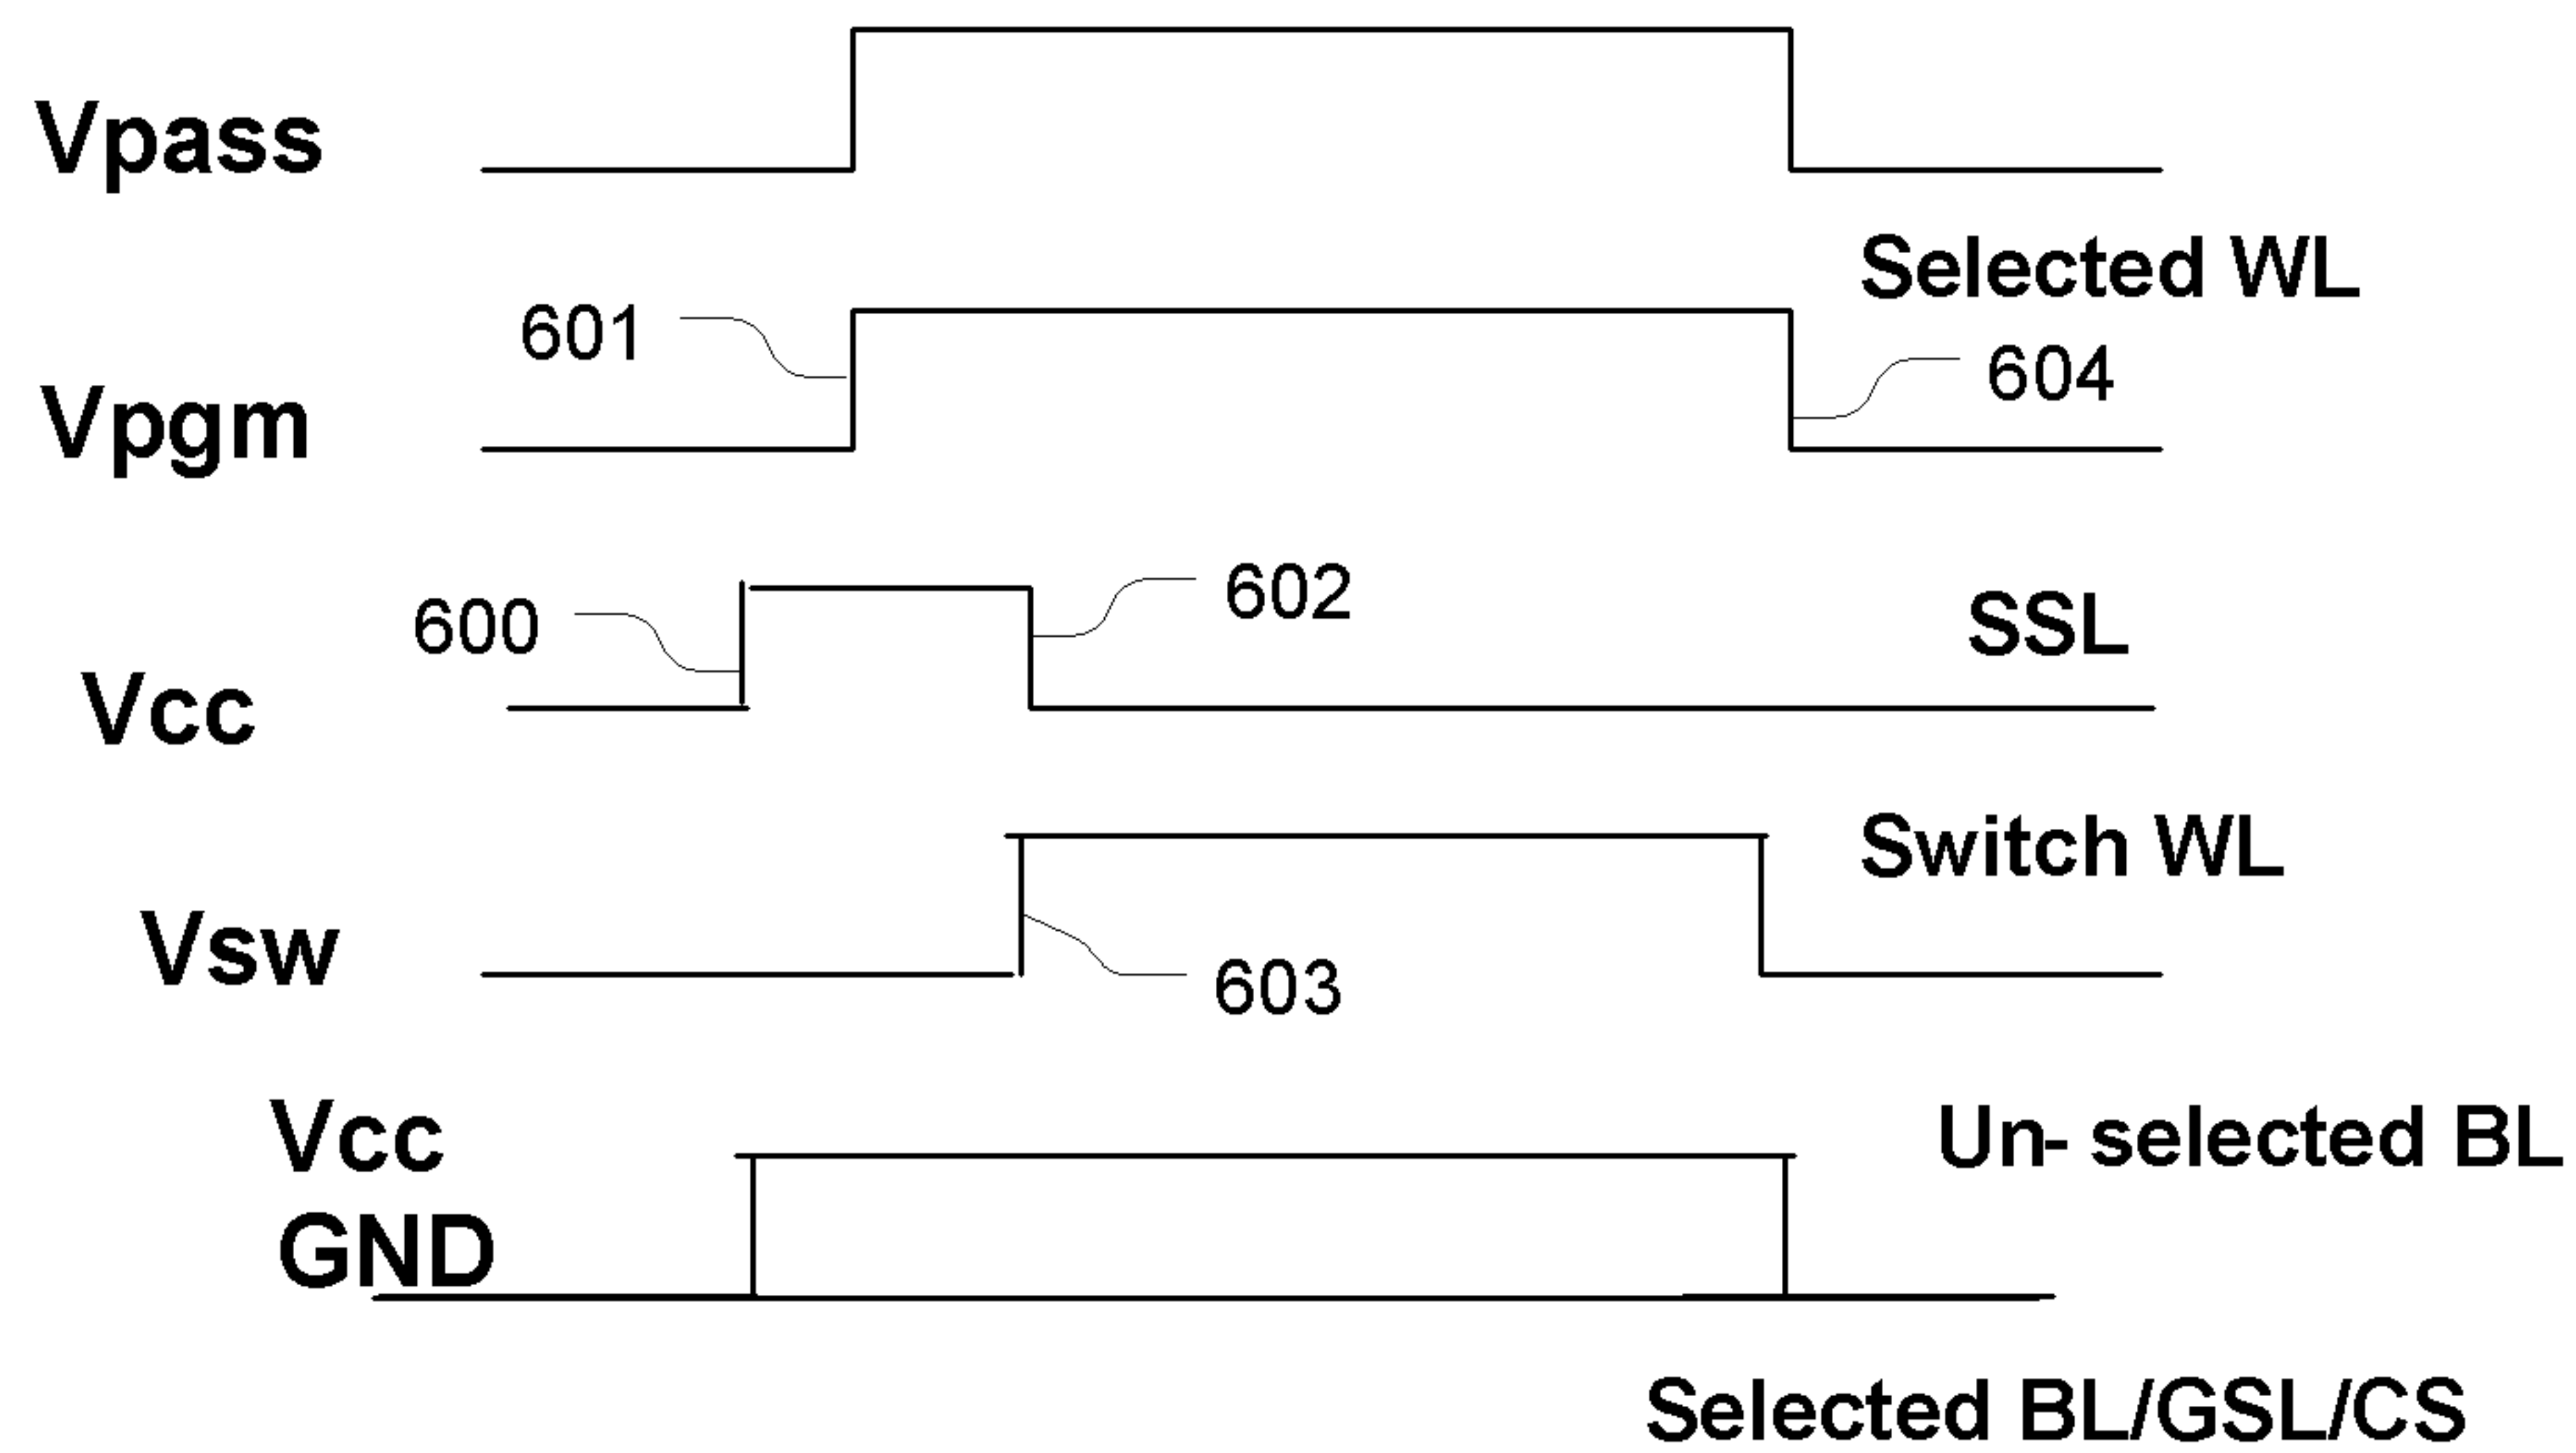 Vpass
Selected WL
601
604
Vpgm
602
600
SSL
Vcc
Switch WL
Vsw
603
Vcc
Un- selected BL
GND
Selected BL/GSL/CS